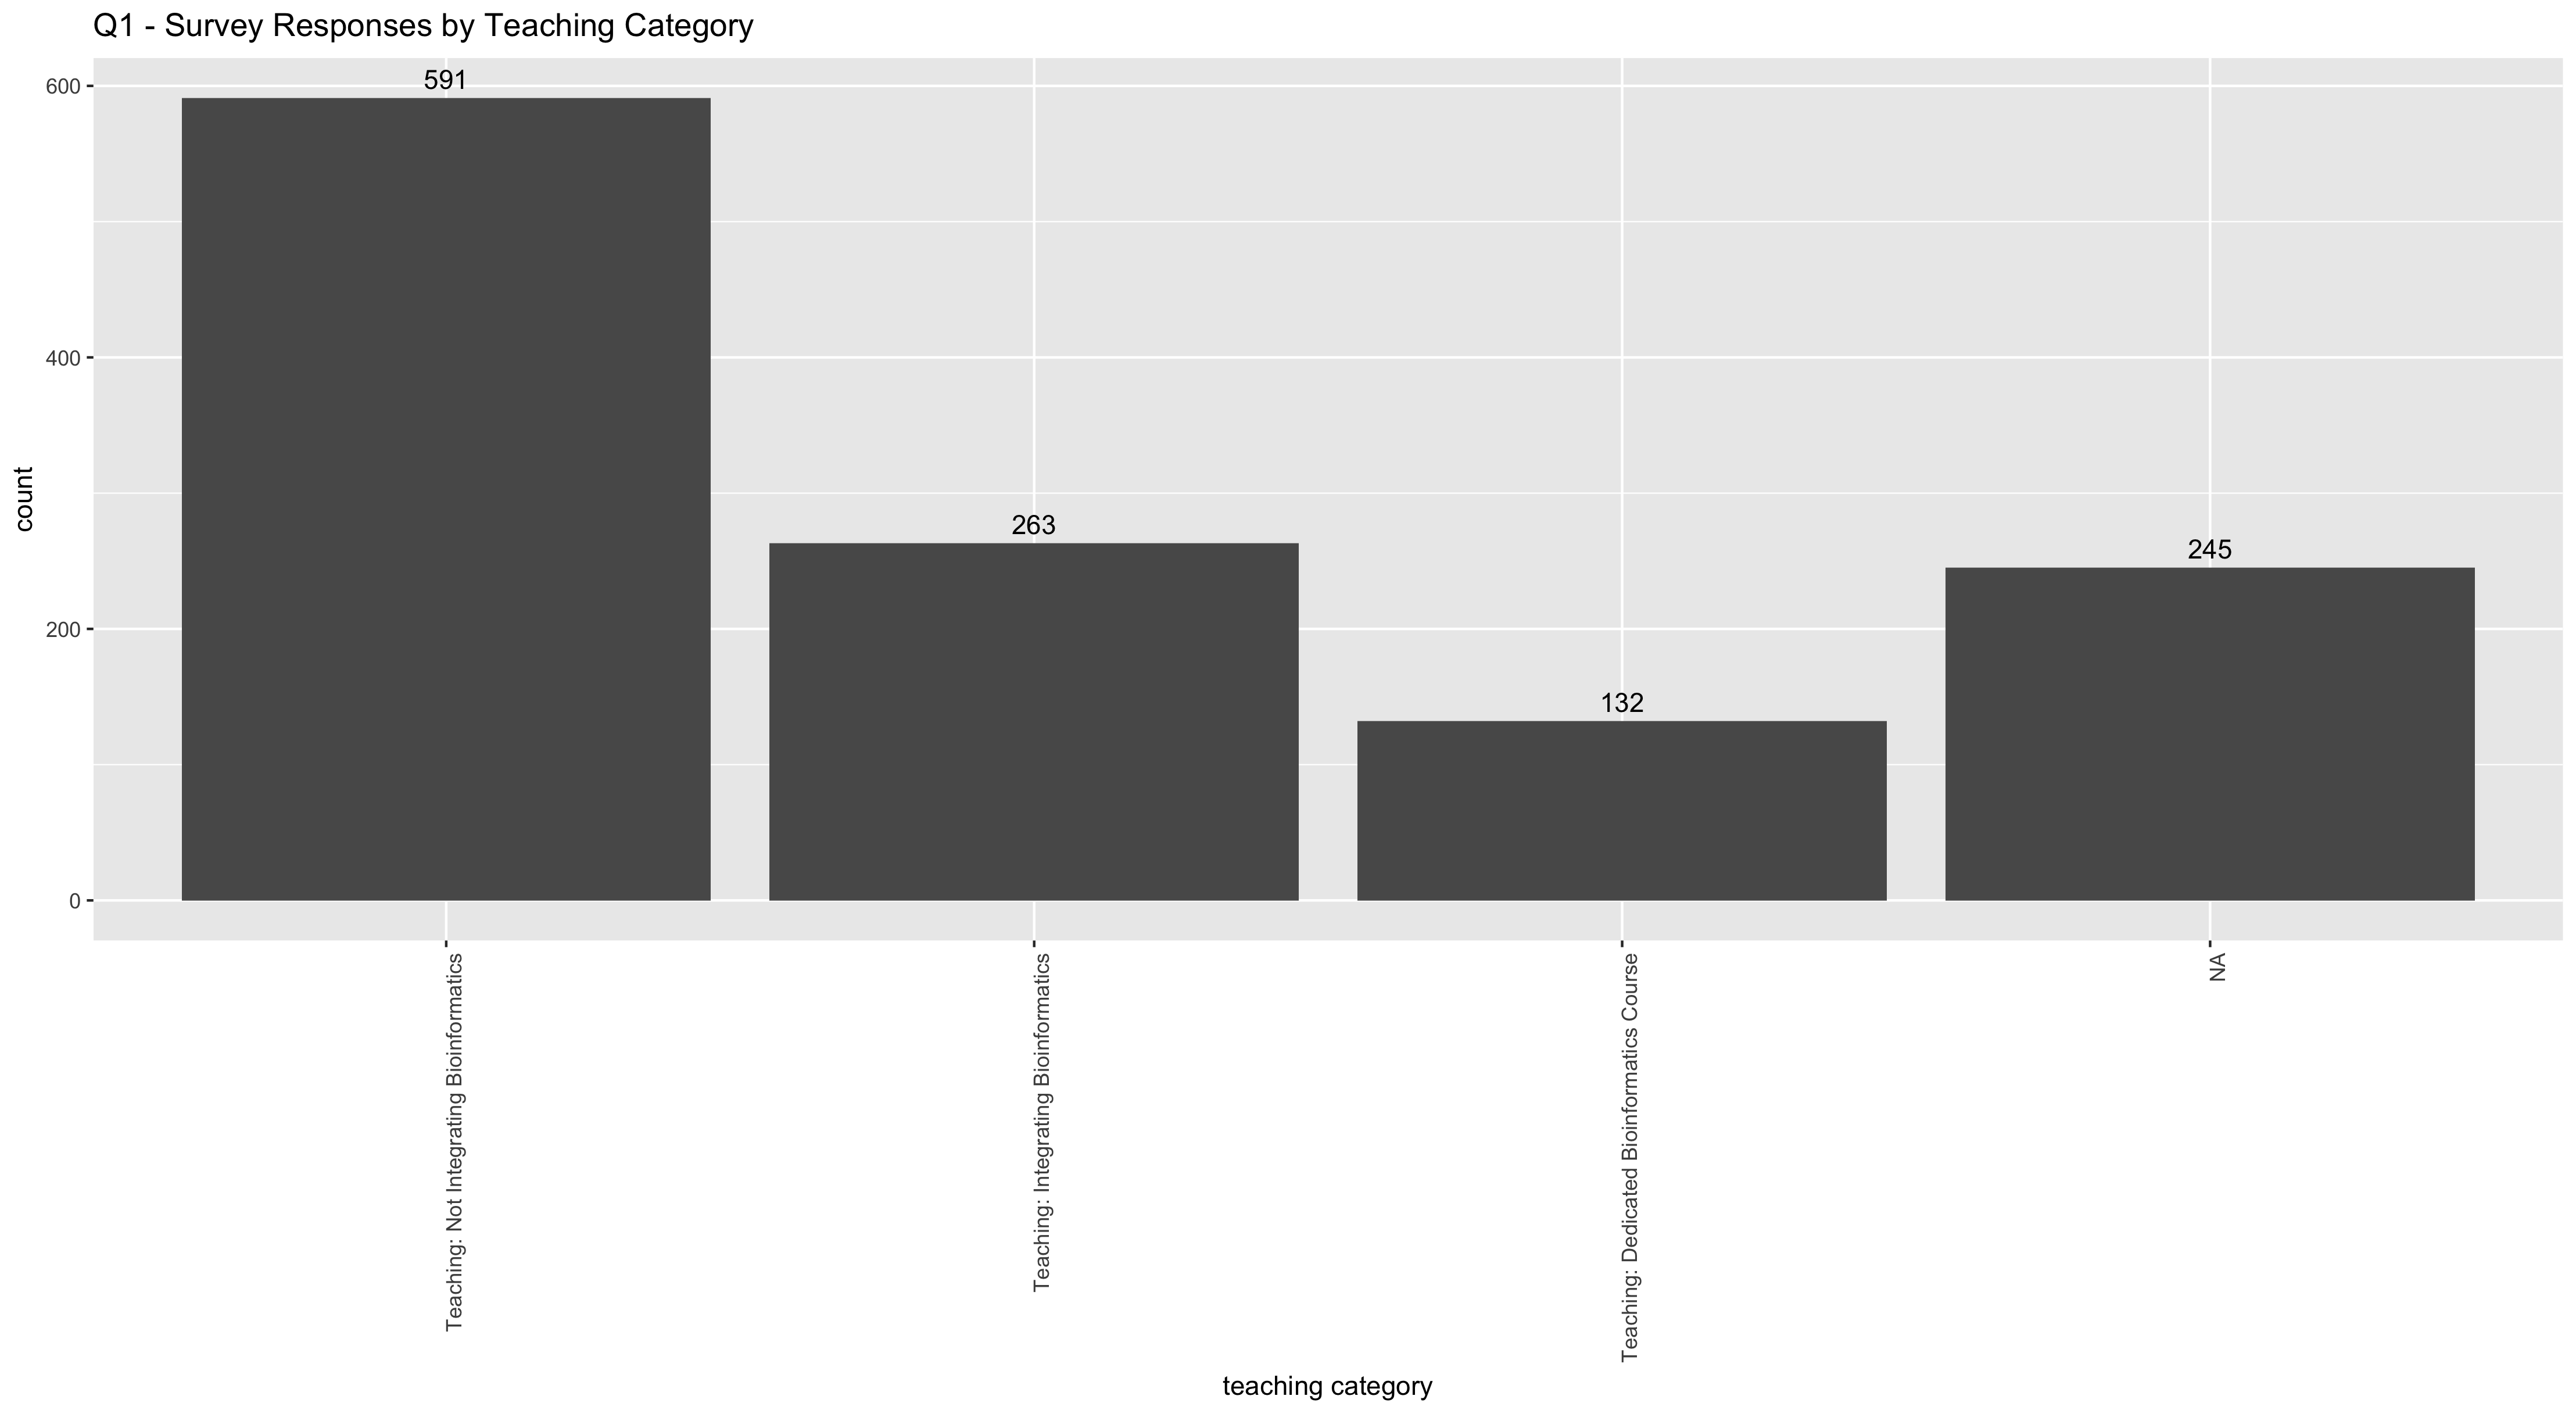 Q1 - Survey Responses by Teaching Category
600
400
200
0
count
591
263
132
245
Teaching: Not Integrating Bioinformatics
Teaching: Integrating Bioinformatics
Teaching: Dedicated Bioinformatics Course
NA
teaching category